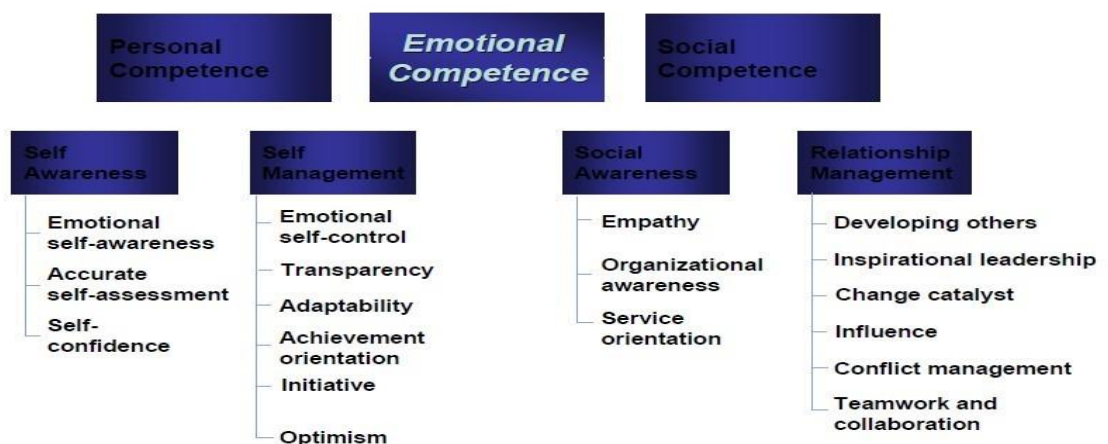 Personal
Competence
Emotional
Competence
Social
Competence
Self
Awareness
Emotional
self-awareness
Accurate
self-assessment
Self-
confidence
Self
Management
Emotional
self-control
Transparency
Adaptability
Achievement
orientation
Initiative
Optimism
Social
Awareness
Empathy
Organizational
awareness
Service
orientation
Relationship
Management
Developing others
Inspirational leadership
Change catalyst
Influence
Conflict management
Teamwork and
collaboration